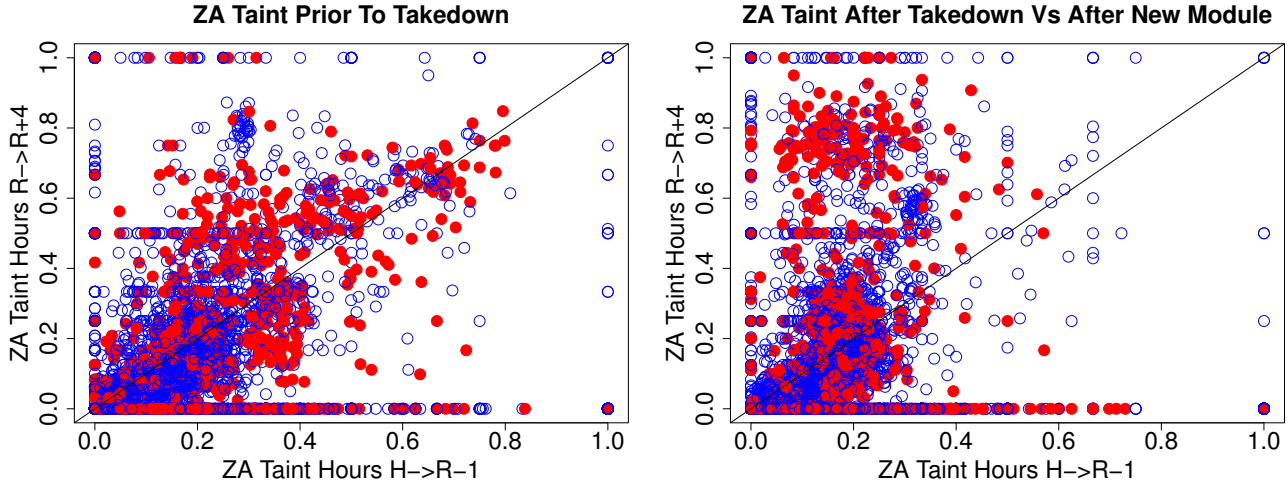 ZA Taint Prior To Takedown
ZA Taint Hours R−>R+4
1.0
0.8
0.6
0.4
0.2
0.0
0.0 0.2 0.4 0.6 0.8 1.0
ZA Taint Hours H−>R−1
ZA Taint After Takedown Vs After New Module
ZA Taint Hours R−>R+4
1.0
0.8
0.6
0.4
0.2
0.0
0.0 0.2 0.4 0.6 0.8 1.0
ZA Taint Hours H−>R−1